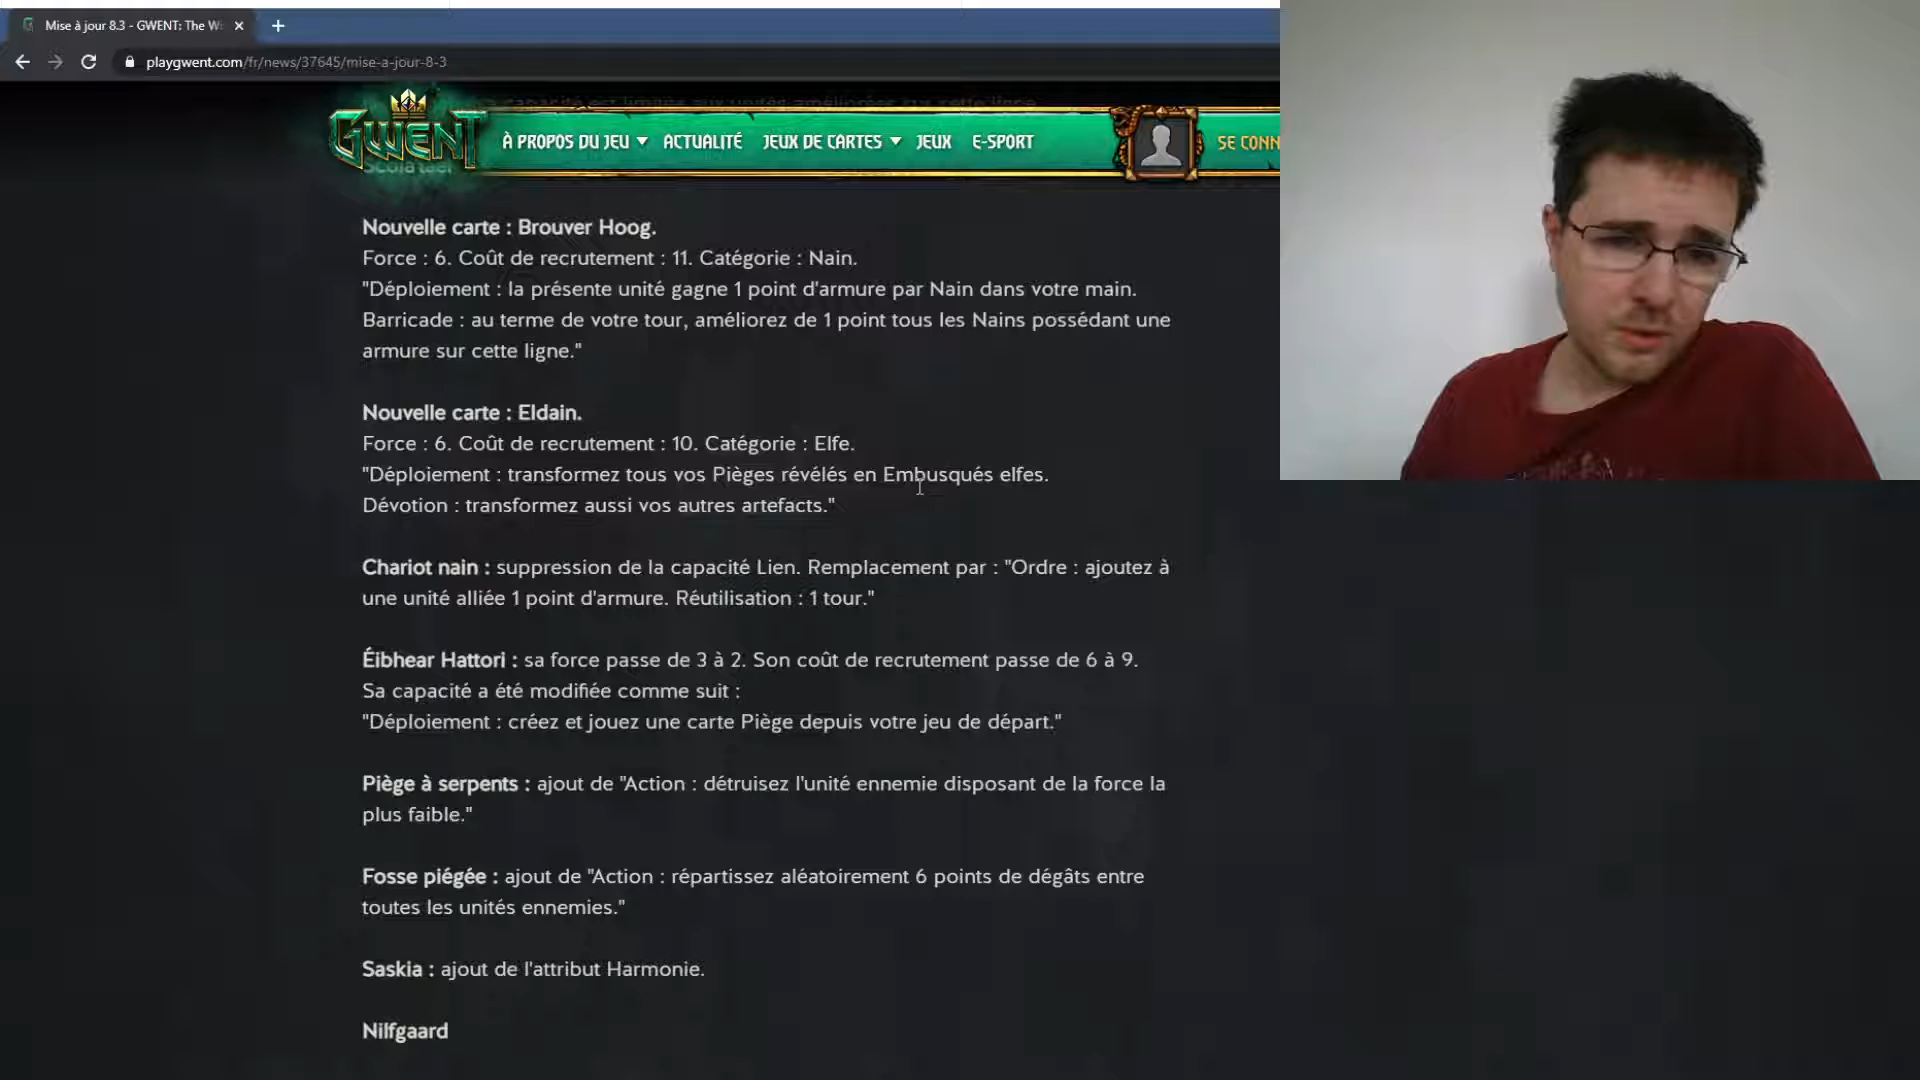 Mise à jour 8.3 - GWENT: The W
playgwent.com/fr/news/37645/mise-a-jour-8-3
GWENT
À PROPOS DU JEU
ACTUALITÉ
JEUX DE CARTES
JEUX
E-SPORT
SE CONN
Nouvelle carte : Brouver Hoog.
Force : 6. Coût de recrutement : 11. Catégorie : Nain.
"Déploiement : la présente unité gagne 1 point d'armure par Nain dans votre main.
Barricade : au terme de votre tour, améliorez de 1 point tous les Nains possédant une
armure sur cette ligne."
Nouvelle carte : Eldain.
Force : 6. Coût de recrutement : 10. Catégorie : Elfe.
"Déploiement : transformez tous vos Pièges révélés en Embusqués elfes.
Dévotion : transformez aussi vos autres artefacts."
Chariot nain : suppression de la capacité Lien. Remplacement par : "Ordre : ajoutez à
une unité alliée 1 point d'armure. Réutilisation : 1 tour."
Éibhear Hattori : sa force passe de 3 à 2. Son coût de recrutement passe de 6 à 9.
Sa capacité a été modifiée comme suit :
"Déploiement : créez et jouez une carte Piège depuis votre jeu de départ."
Piège à serpents : ajout de "Action : détruisez l'unité ennemie disposant de la force la
plus faible."
Fosse piégée : ajout de "Action : répartissez aléatoirement 6 points de dégâts entre
toutes les unités ennemies."
Saskia : ajout de l'attribut Harmonie.
Nilfgaard